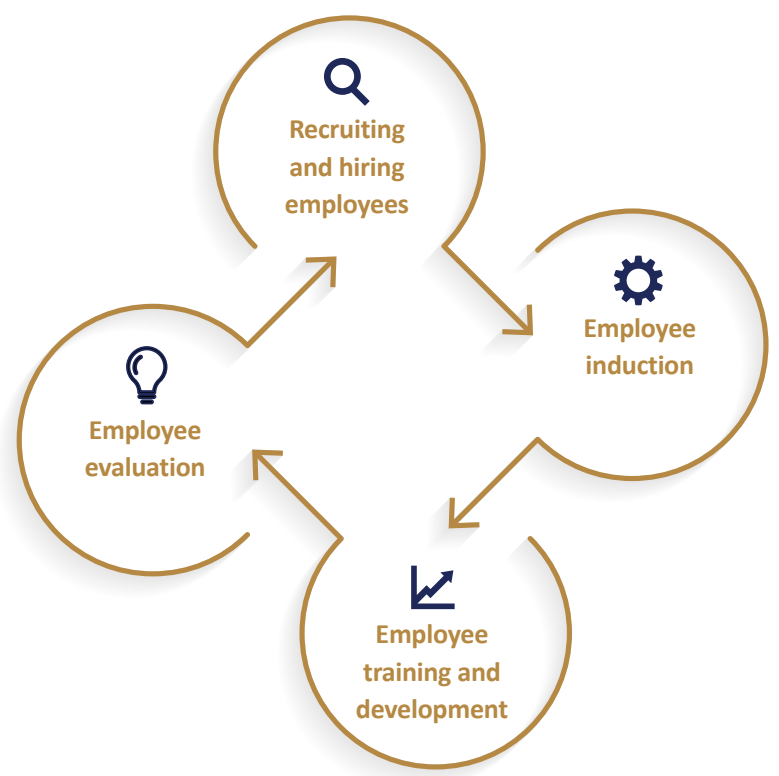 Recruiting
and hiring
employees
Employee
induction
Employee
training and
development
Employee
evaluation